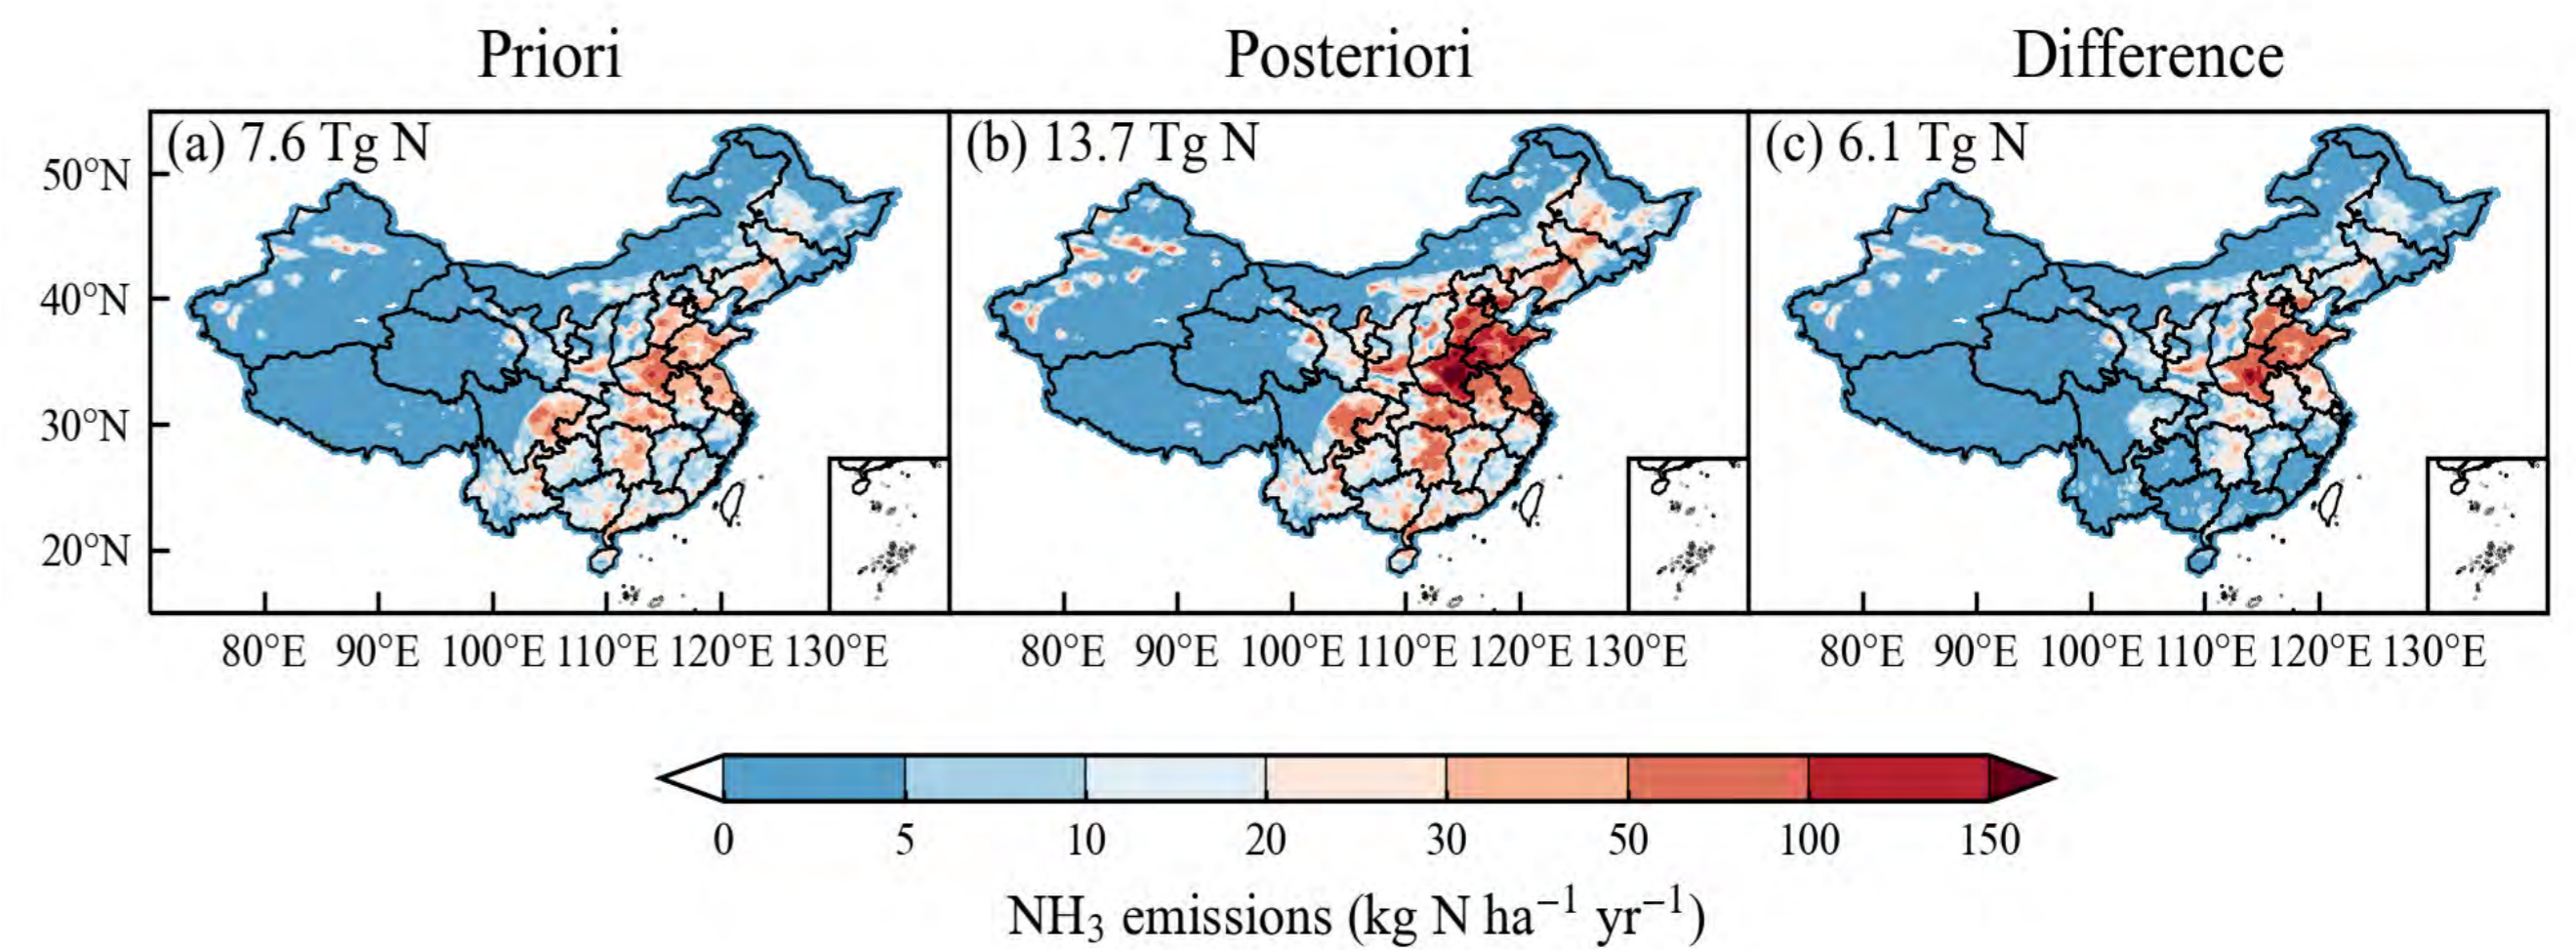 Priori Posteriori Difference
(a) 7.6 Tg N (b) 13.7 Tg N (c) 6.1 Tg N
50°N
40°N
30°N
20°N
80°E 90°E 100°E 110°E 120°E 130°E 80°E 90°E 100°E 110°E 120°E 130°E 80°E 90°E 100°E 110°E 120°E 130°E
0 5 10 20 30 50 100 150
NH₃ emissions (kg N ha⁻¹ yr⁻¹)